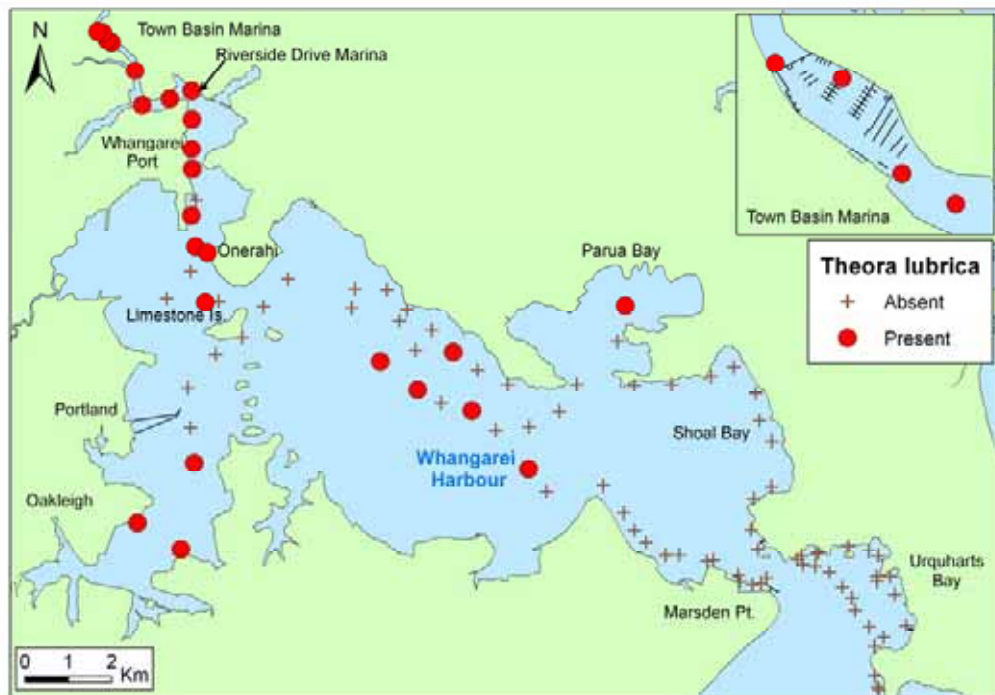 N
Town Basin Marina
Riverside Drive Marina
Whangarei
Port
Onerahi
Limestone Is.
Parua Bay
Portland
Shoal Bay
Whangarei
Harbour
Oakleigh
Urquharts
Bay
Marsden Pt.
0 1 2
Km
Town Basin Marina
Theora lubrica
Absent
Present